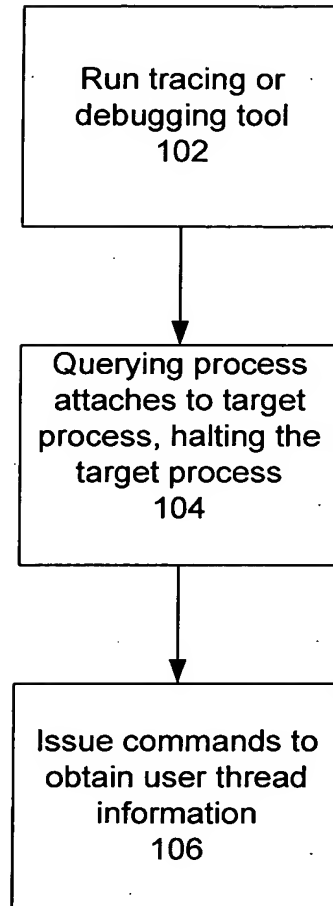 Run tracing or
debugging tool
102
Querying process
attaches to target
process, halting the
target process
104
Issue commands to
obtain user thread
information
106